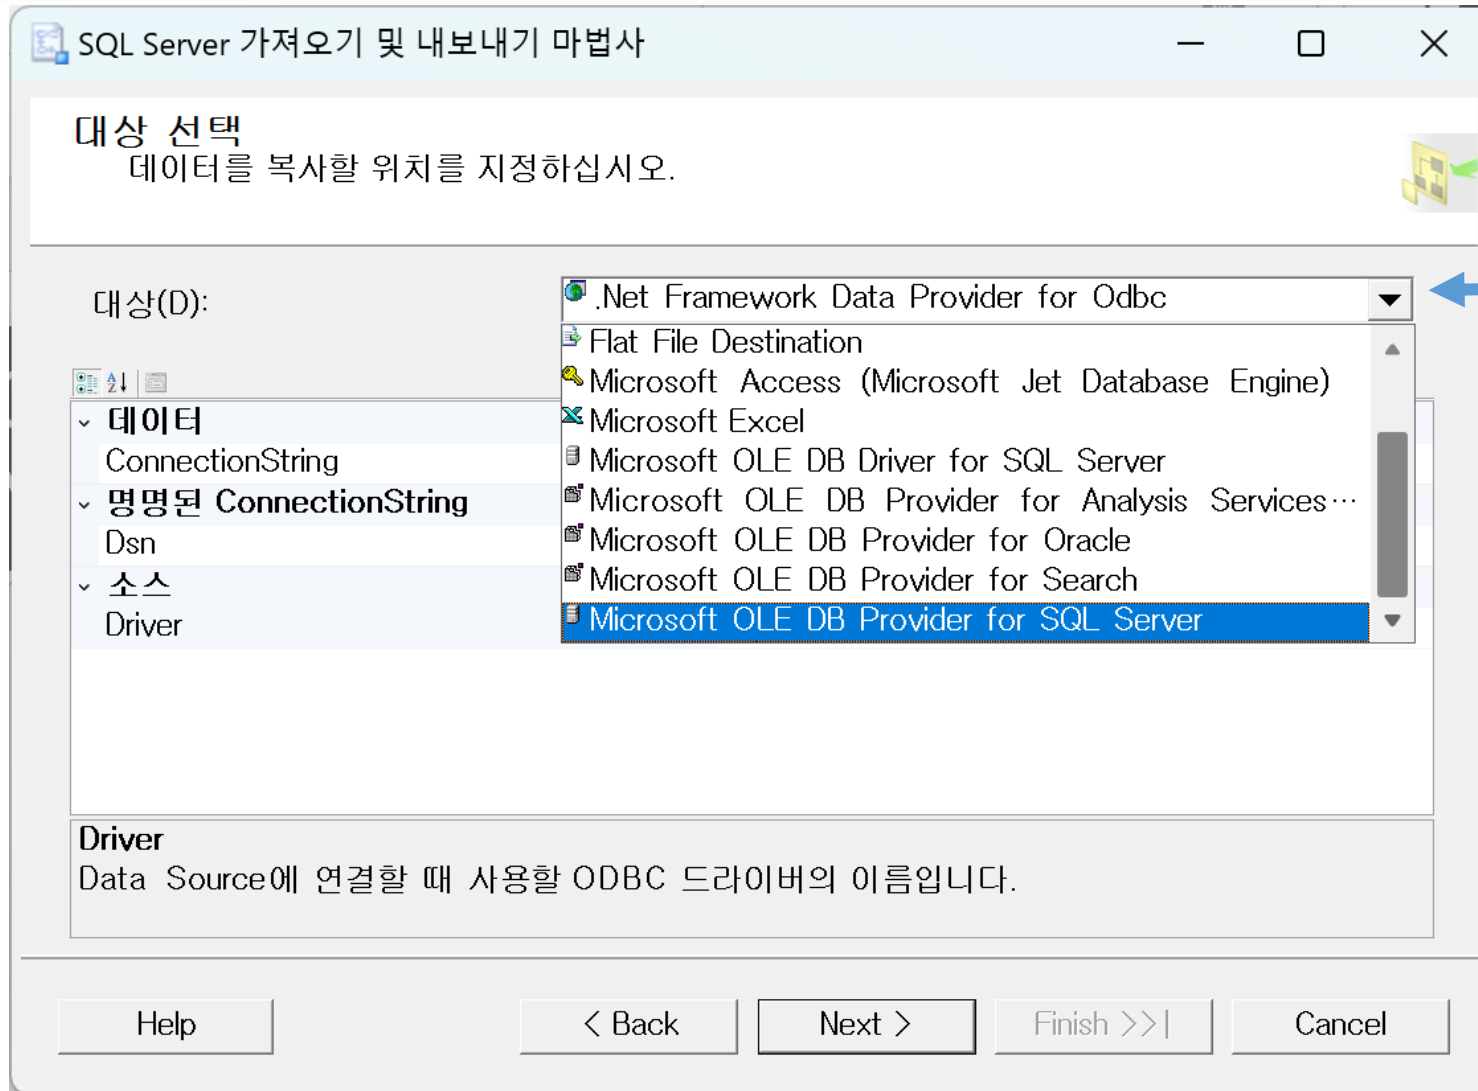 SQL Server 가져오기 및 내보내기 마법사
대상 선택
데이터를 복사할 위치를 지정하십시오.
대상(D):
.Net Framework Data Provider for Odbc
Flat File Destination
Microsoft Access (Microsoft Jet Database Engine)
Microsoft Excel
Microsoft OLE DB Driver for SQL Server
Microsoft OLE DB Provider for Analysis Services…
Microsoft OLE DB Provider for Oracle
Microsoft OLE DB Provider for Search
Microsoft OLE DB Provider for SQL Server
데이터
ConnectionString
명명된 ConnectionString
Dsn
소스
Driver
Driver
Data Source에 연결할 때 사용할 ODBC 드라이버의 이름입니다.
Help
< Back
Next >
Finish >>|
Cancel